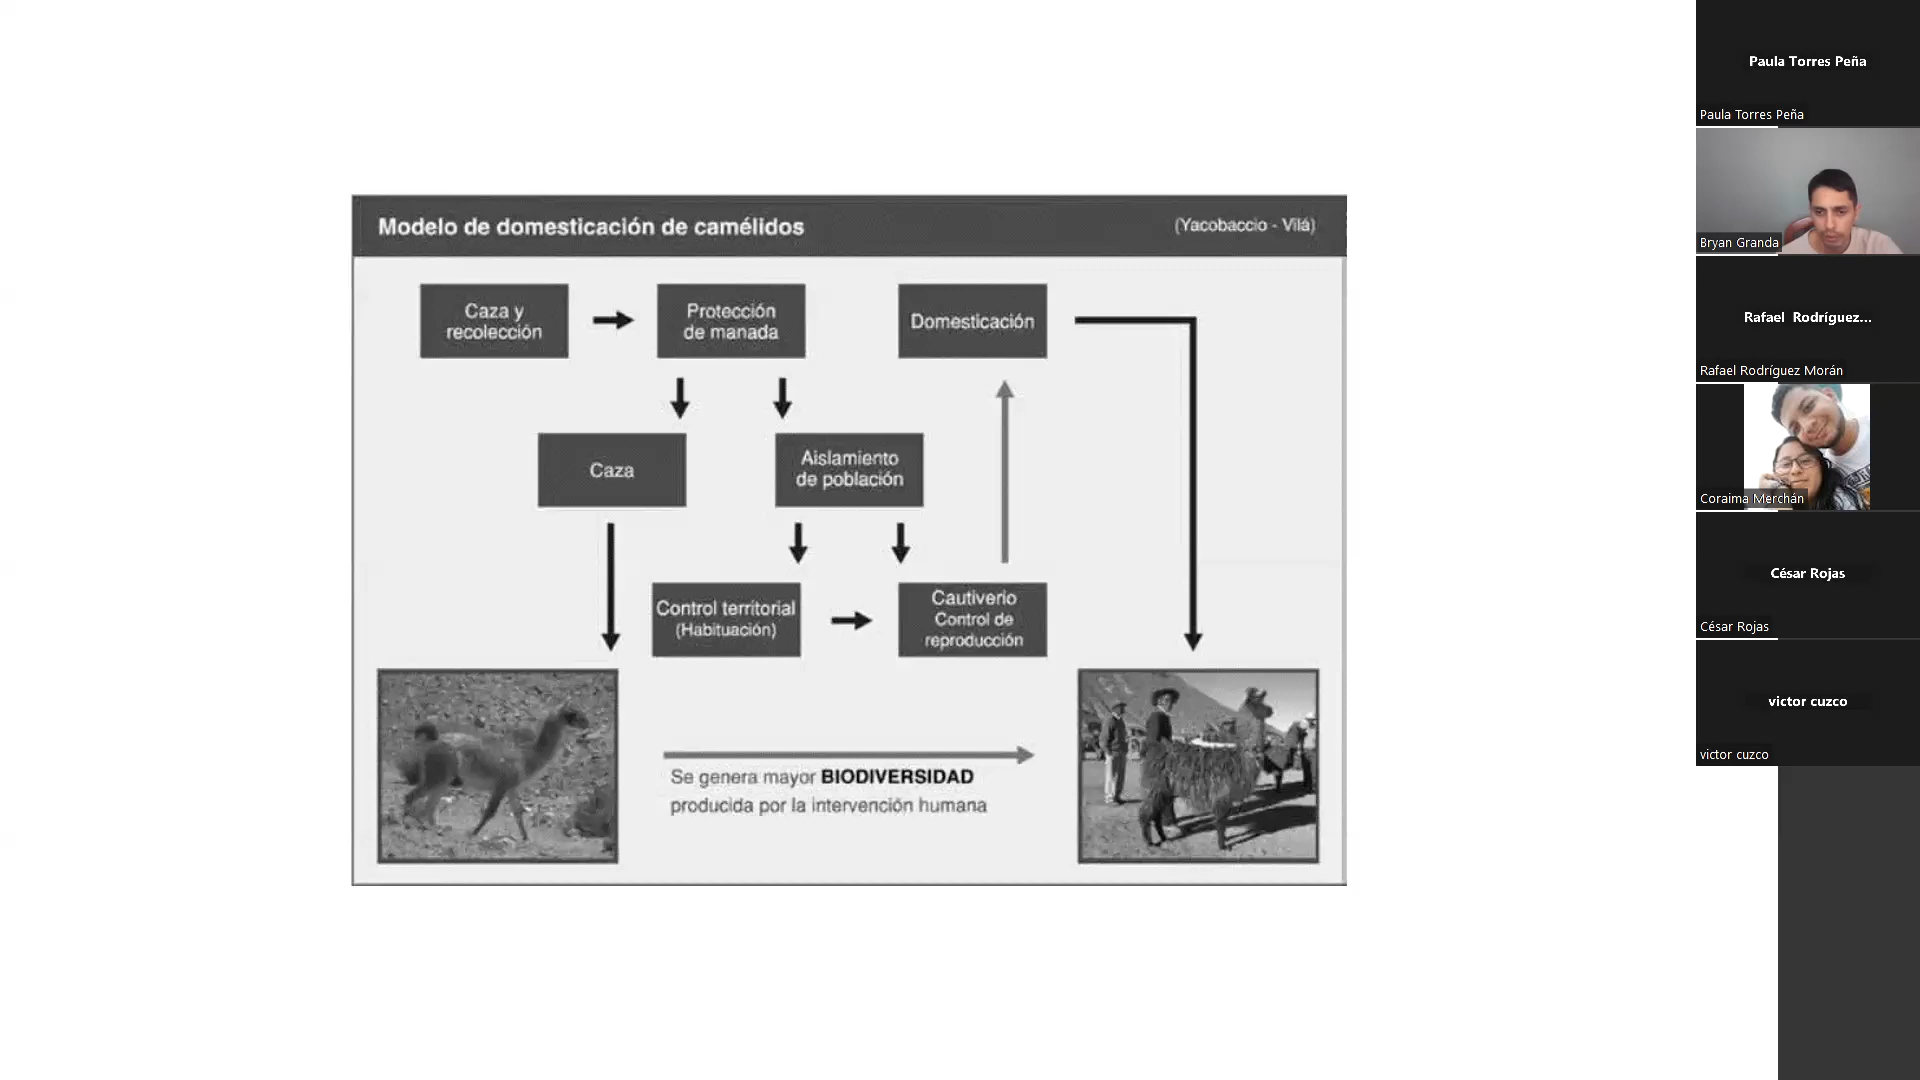 Modelo de domesticación de camélidos
(Yacobaccio - Vilá)
Caza y
recolección
Protección
de manada
Domesticación
Caza
Aislamiento
de población
Control territorial
(Habituación)
Cautiverio
Control de
reproducción
Se genera mayor BIODIVERSIDAD
producida por la intervención humana
Paula Torres Peña
Paula Torres Peña
Bryan Granda
Rafael Rodríguez...
Rafael Rodríguez Morán
Coraima Merchán
César Rojas
César Rojas
victor cuzco
victor cuzco